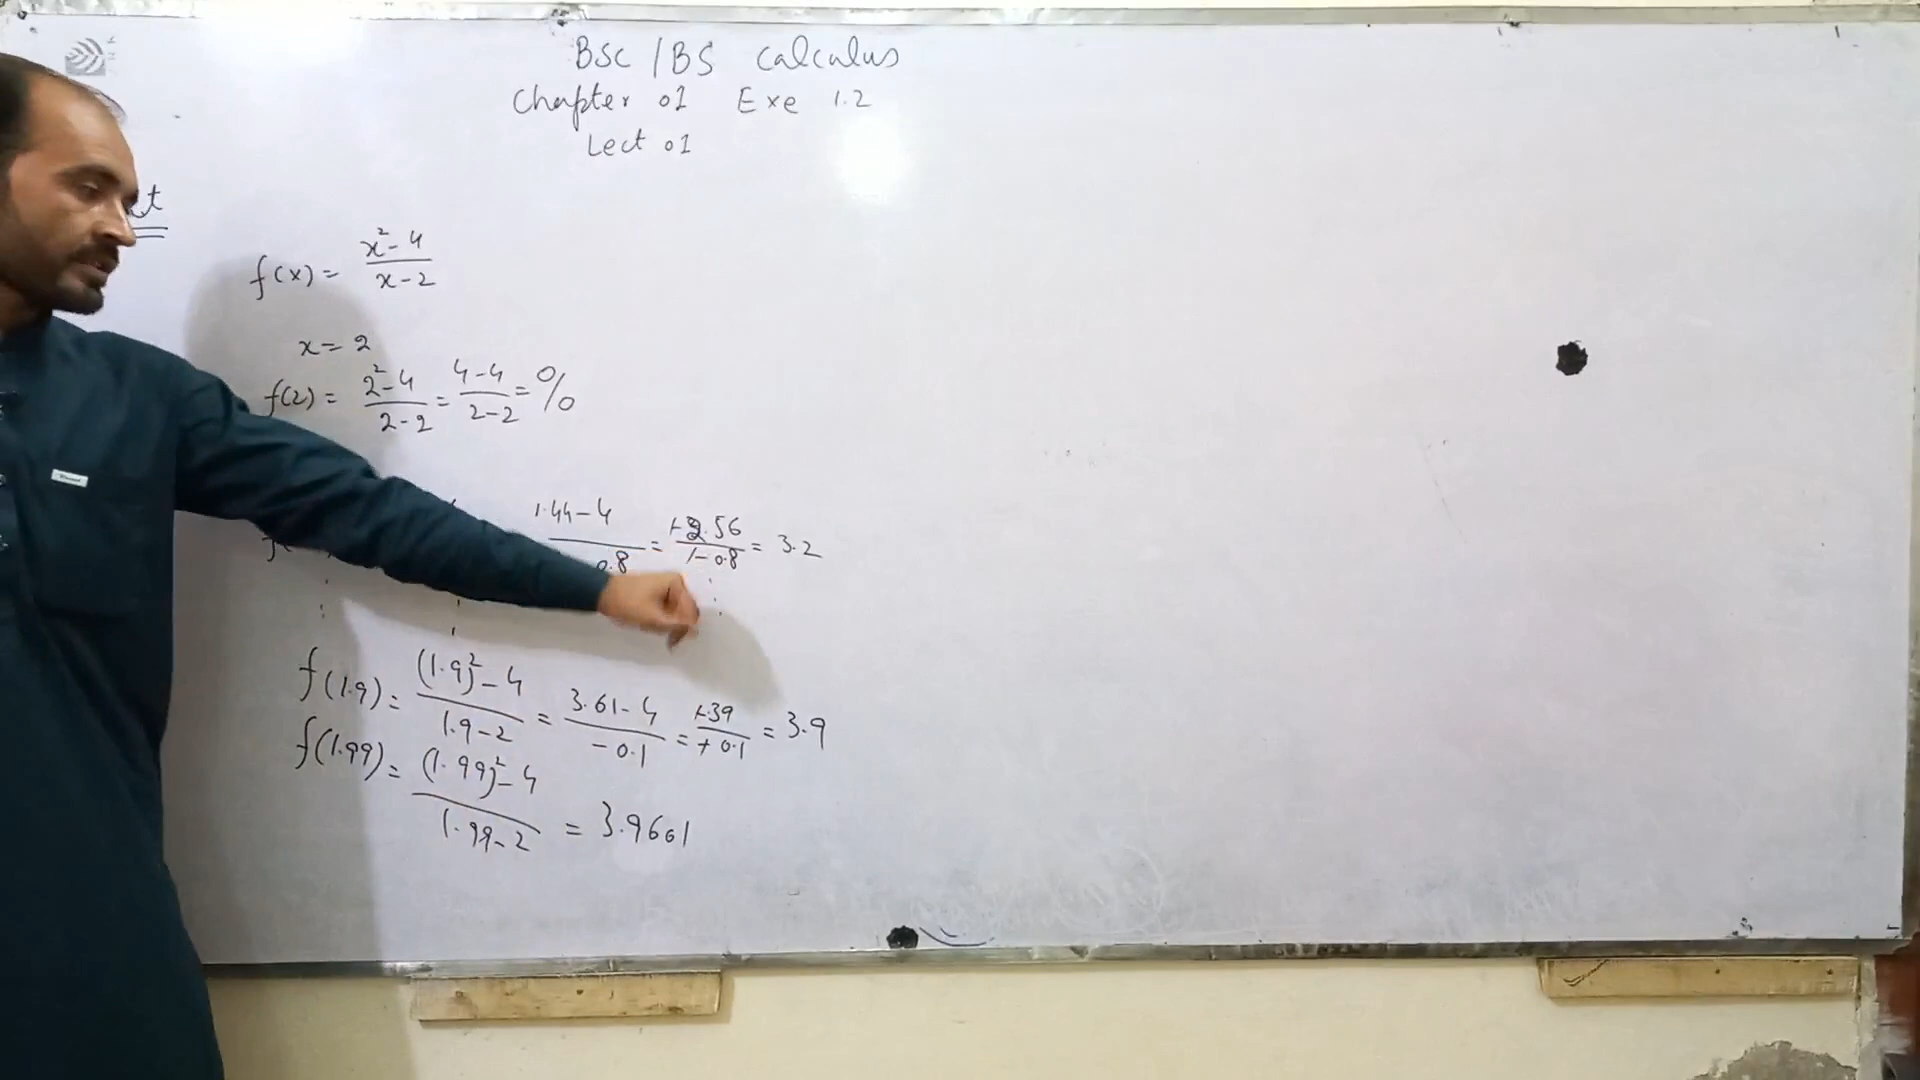 BSc / BS Calculus
Chapter 01 Exe 1.2
Lect 01
f(x) = x²-4 / x-2
x = 2
f(2) = 2²-4 / 2-2 = 4-4 / 2-2 = 0/0
1.44-4 / 0.8 = -2.56 / -0.8 = 3.2
f(1.9) = (1.9)²-4 / 1.9-2 = 3.61-4 / -0.1 = -.39 / -0.1 = 3.9
f(1.99) = (1.99)²-4 / 1.99-2 = 3.9601